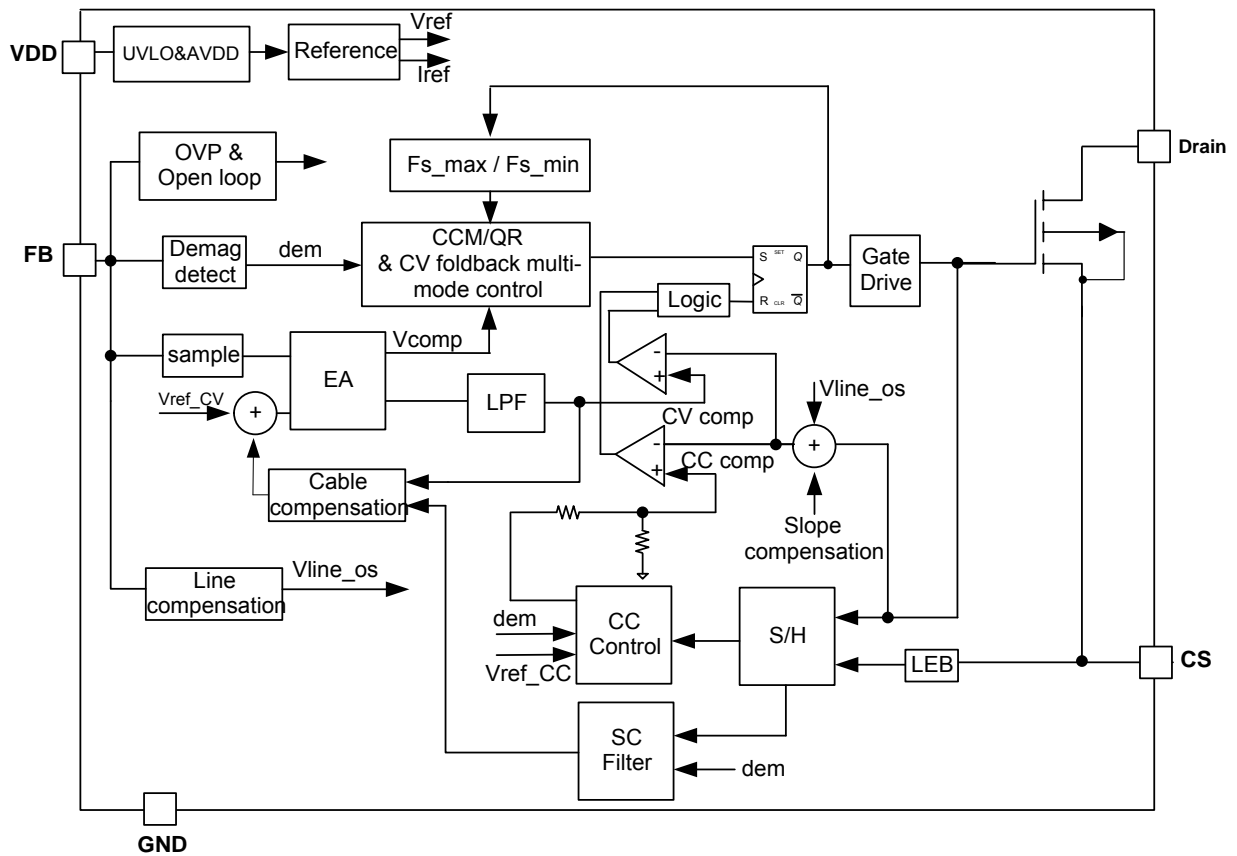 Vref
VDD
UVLO&AVDD
Reference
Iref
OVP &
Open loop
Fs_max / Fs_min
Drain
FB
Demag
detect
dem
CCM/QR
& CV foldback multi-
mode control
S
SET
Q
R
CLR
Q
Gate
Drive
Logic
sample
Vcomp
EA
-
+
Vref_CV
+
LPF
CV comp
Vline_os
-
+
CC comp
+
Cable
compensation
Slope
compensation
Line
compensation
Vline_os
dem
Vref_CC
CC
Control
S/H
LEB
CS
SC
Filter
dem
GND